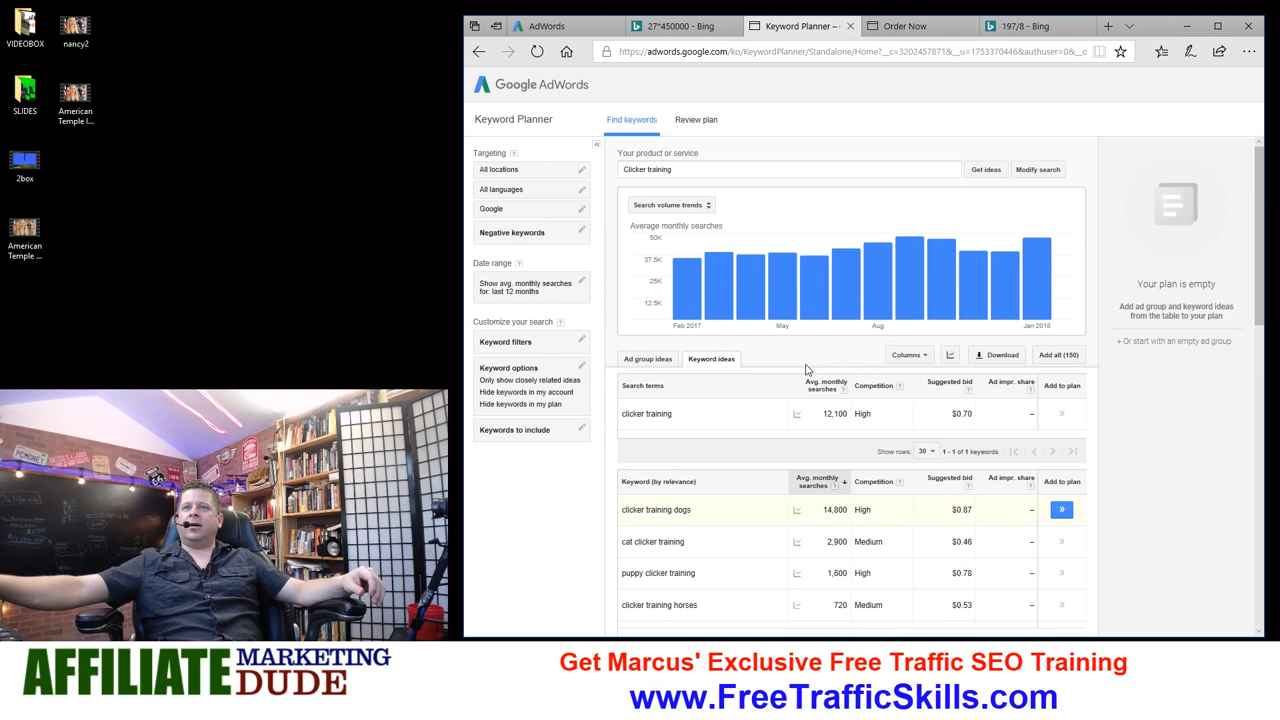 VIDEOBOX
nancy2
SLIDES
American
Temple I...
2box
American
Temple ...
AdWords
27*450000 - Bing
Keyword Planner –
Order Now
197/8 - Bing
https://adwords.google.com/ko/KeywordPlanner/Standalone/Home?__c=3202457871&__u=1753370446&authuser=0&__o
Google AdWords
Keyword Planner
Find keywords
Review plan
Targeting ?
All locations
All languages
Google
Negative keywords
Date range ?
Show avg. monthly searches
for: last 12 months
Customize your search ?
Keyword filters
Keyword options
Only show closely related ideas
Hide keywords in my account
Hide keywords in my plan
Keywords to include
Your product or service
Clicker training
Get ideas
Modify search
Search volume trends
Average monthly searches
50K
37.5K
25K
12.5K
Feb 2017 May Aug Jan 2018
Ad group ideas
Keyword ideas
Columns
Download
Add all (150)
Search terms Avg. monthly searches ? Competition ? Suggested bid ? Ad impr. share ? Add to plan
clicker training 12,100 High $0.70 – »
Show rows: 30 1 - 1 of 1 keywords
Keyword (by relevance) Avg. monthly searches ? Competition ? Suggested bid ? Ad impr. share ? Add to plan
clicker training dogs 14,800 High $0.87 – »
cat clicker training 2,900 Medium $0.46 – »
puppy clicker training 1,600 High $0.78 – »
clicker training horses 720 Medium $0.53 – »
Your plan is empty
Add ad group and keyword ideas
from the table to your plan
+ Or start with an empty ad group
AFFILIATE MARKETING
DUDE
Get Marcus' Exclusive Free Traffic SEO Training
www.FreeTrafficSkills.com